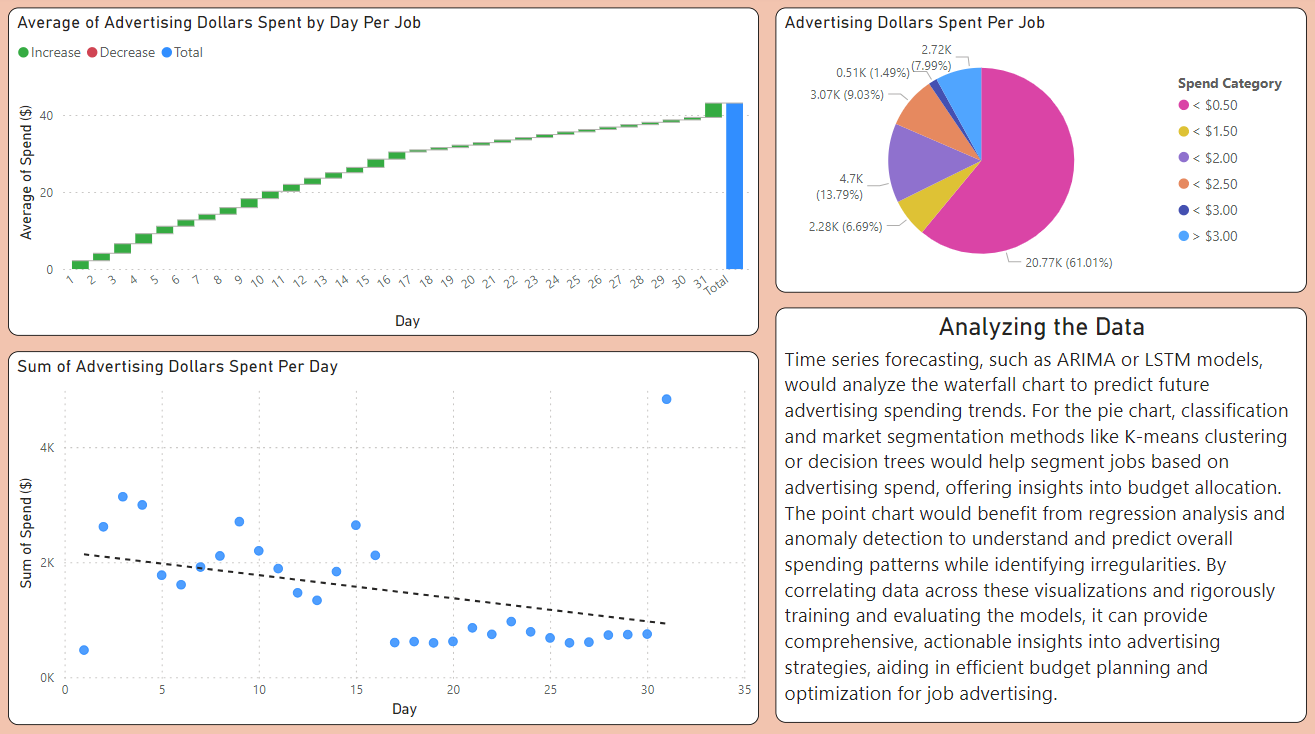 Average of Advertising Dollars Spent by Day Per Job
Increase Decrease Total
Average of Spend ($)
40
20
0
1 2 3 4 5 6 7 8 9 10 11 12 13 14 15 16 17 18 19 20 21 22 23 24 25 26 27 28 29 30 31 Total
Day
Advertising Dollars Spent Per Job
2.72K
(7.99%)
0.51K (1.49%)
3.07K (9.03%)
4.7K
(13.79%)
2.28K (6.69%)
20.77K (61.01%)
Spend Category
< $0.50
< $1.50
< $2.00
< $2.50
< $3.00
> $3.00
Sum of Advertising Dollars Spent Per Day
Sum of Spend ($)
4K
2K
0K
0 5 10 15 20 25 30 35
Day
Analyzing the Data
Time series forecasting, such as ARIMA or LSTM models,
would analyze the waterfall chart to predict future
advertising spending trends. For the pie chart, classification
and market segmentation methods like K-means clustering
or decision trees would help segment jobs based on
advertising spend, offering insights into budget allocation.
The point chart would benefit from regression analysis and
anomaly detection to understand and predict overall
spending patterns while identifying irregularities. By
correlating data across these visualizations and rigorously
training and evaluating the models, it can provide
comprehensive, actionable insights into advertising
strategies, aiding in efficient budget planning and
optimization for job advertising.